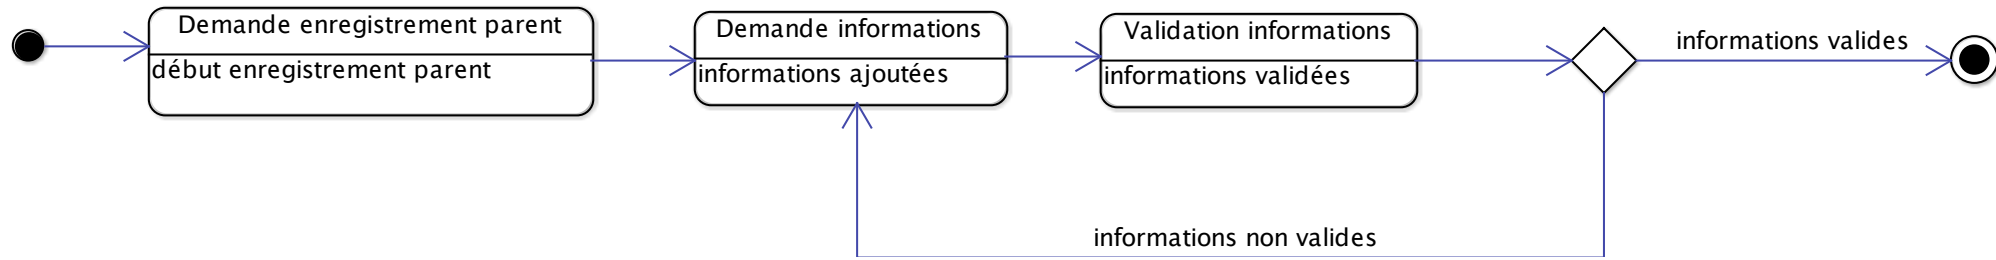 Demande enregistrement parent
début enregistrement parent
Demande informations
informations ajoutées
Validation informations
informations validées
informations valides
informations non valides